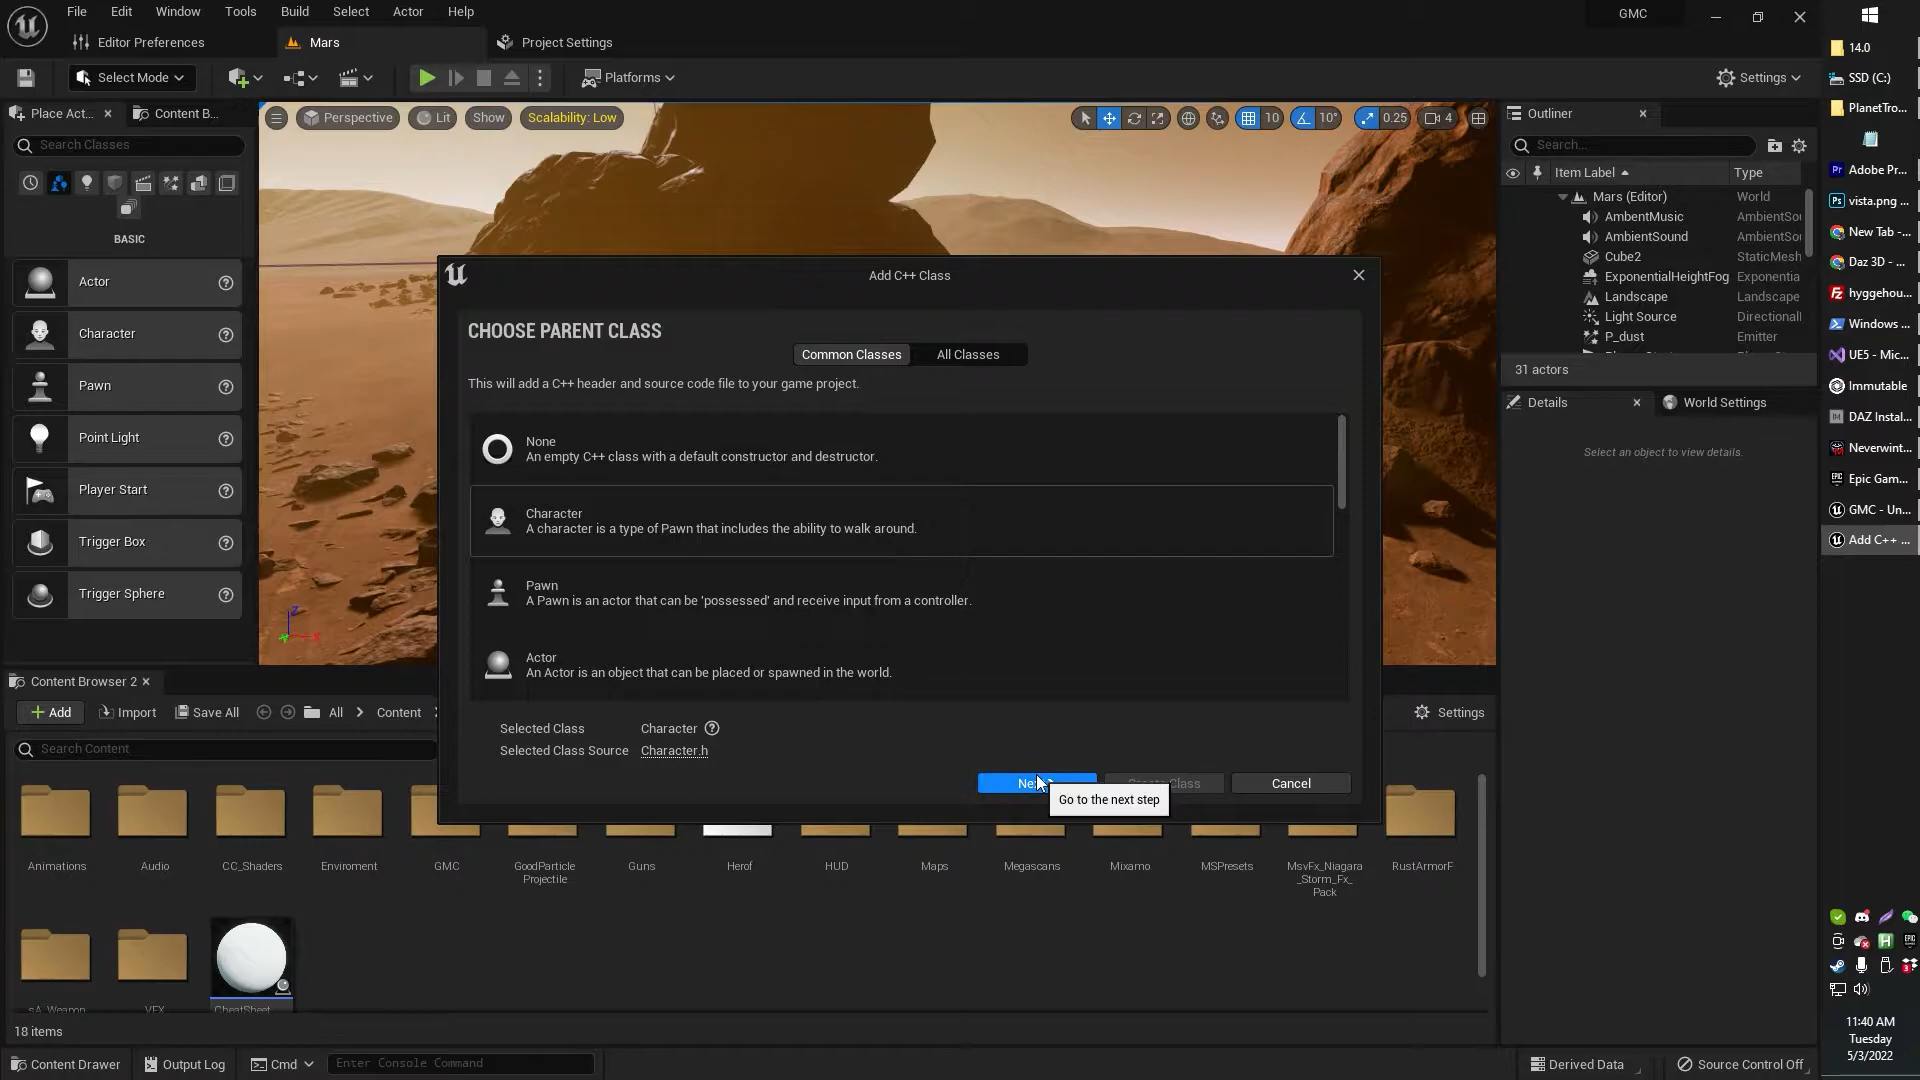 File Edit Window Tools Build Select Actor Help
GMC
Editor Preferences
Mars
Project Settings
Select Mode
Platforms
Settings
14.0
SSD (C:)
PlanetTro...
Adobe Pr...
vista.png ...
New Tab -...
Daz 3D - ...
hyggehou...
Windows ...
UE5 - Mic...
Immutable
DAZ Instal...
Neverwint...
Epic Gam...
GMC - Un...
Add C++ ...
Place Act...
Content B...
Search Classes
BASIC
Actor
Character
Pawn
Point Light
Player Start
Trigger Box
Trigger Sphere
Perspective
Lit
Show
Scalability: Low
10
10°
0.25
4
Outliner
Search...
Item Label
Type
Mars (Editor) World
AmbentMusic AmbientSou
AmbientSound AmbientSou
Cube2 StaticMesh
ExponentialHeightFog Exponentia
Landscape Landscape
Light Source Directionall
P_dust Emitter
31 actors
Details
World Settings
Select an object to view details.
Add C++ Class
CHOOSE PARENT CLASS
Common Classes
All Classes
This will add a C++ header and source code file to your game project.
None
An empty C++ class with a default constructor and destructor.
Character
A character is a type of Pawn that includes the ability to walk around.
Pawn
A Pawn is an actor that can be 'possessed' and receive input from a controller.
Actor
An Actor is an object that can be placed or spawned in the world.
Selected Class Character
Selected Class Source Character.h
Cancel
Go to the next step
Content Browser 2
Add
Import
Save All
All
Content
Settings
Search Content
Animations
Audio
CC_Shaders
Enviroment
GMC
GoodParticle
Projectile
Guns
Herof
HUD
Maps
Megascans
Mixamo
MSPresets
MsvFx_Niagara
_Storm_Fx_
Pack
RustArmorF
sA_Weapon
VFX
CheatSheet
18 items
Content Drawer
Output Log
Cmd
Enter Console Command
Derived Data
Source Control Off
11:40 AM
Tuesday
5/3/2022